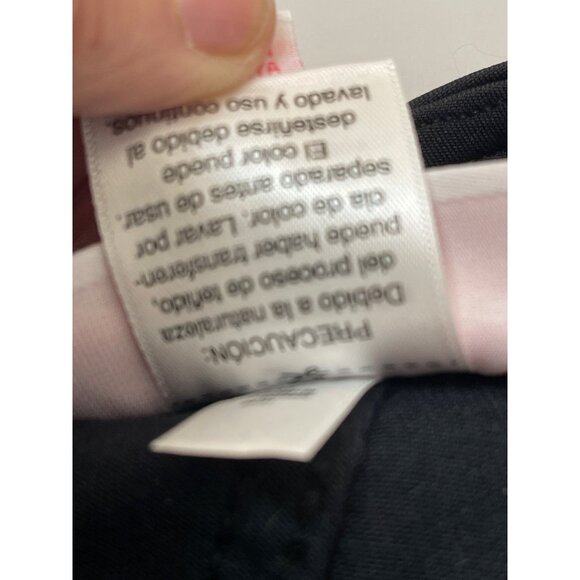 PRECAUCIÓN:
Debido a la naturaleza
del proceso de teñido,
puede haber transferen-
cia de color. Lavar por
separado antes de usar.
El color puede
desteñirse debido al
lavado y uso continuos.